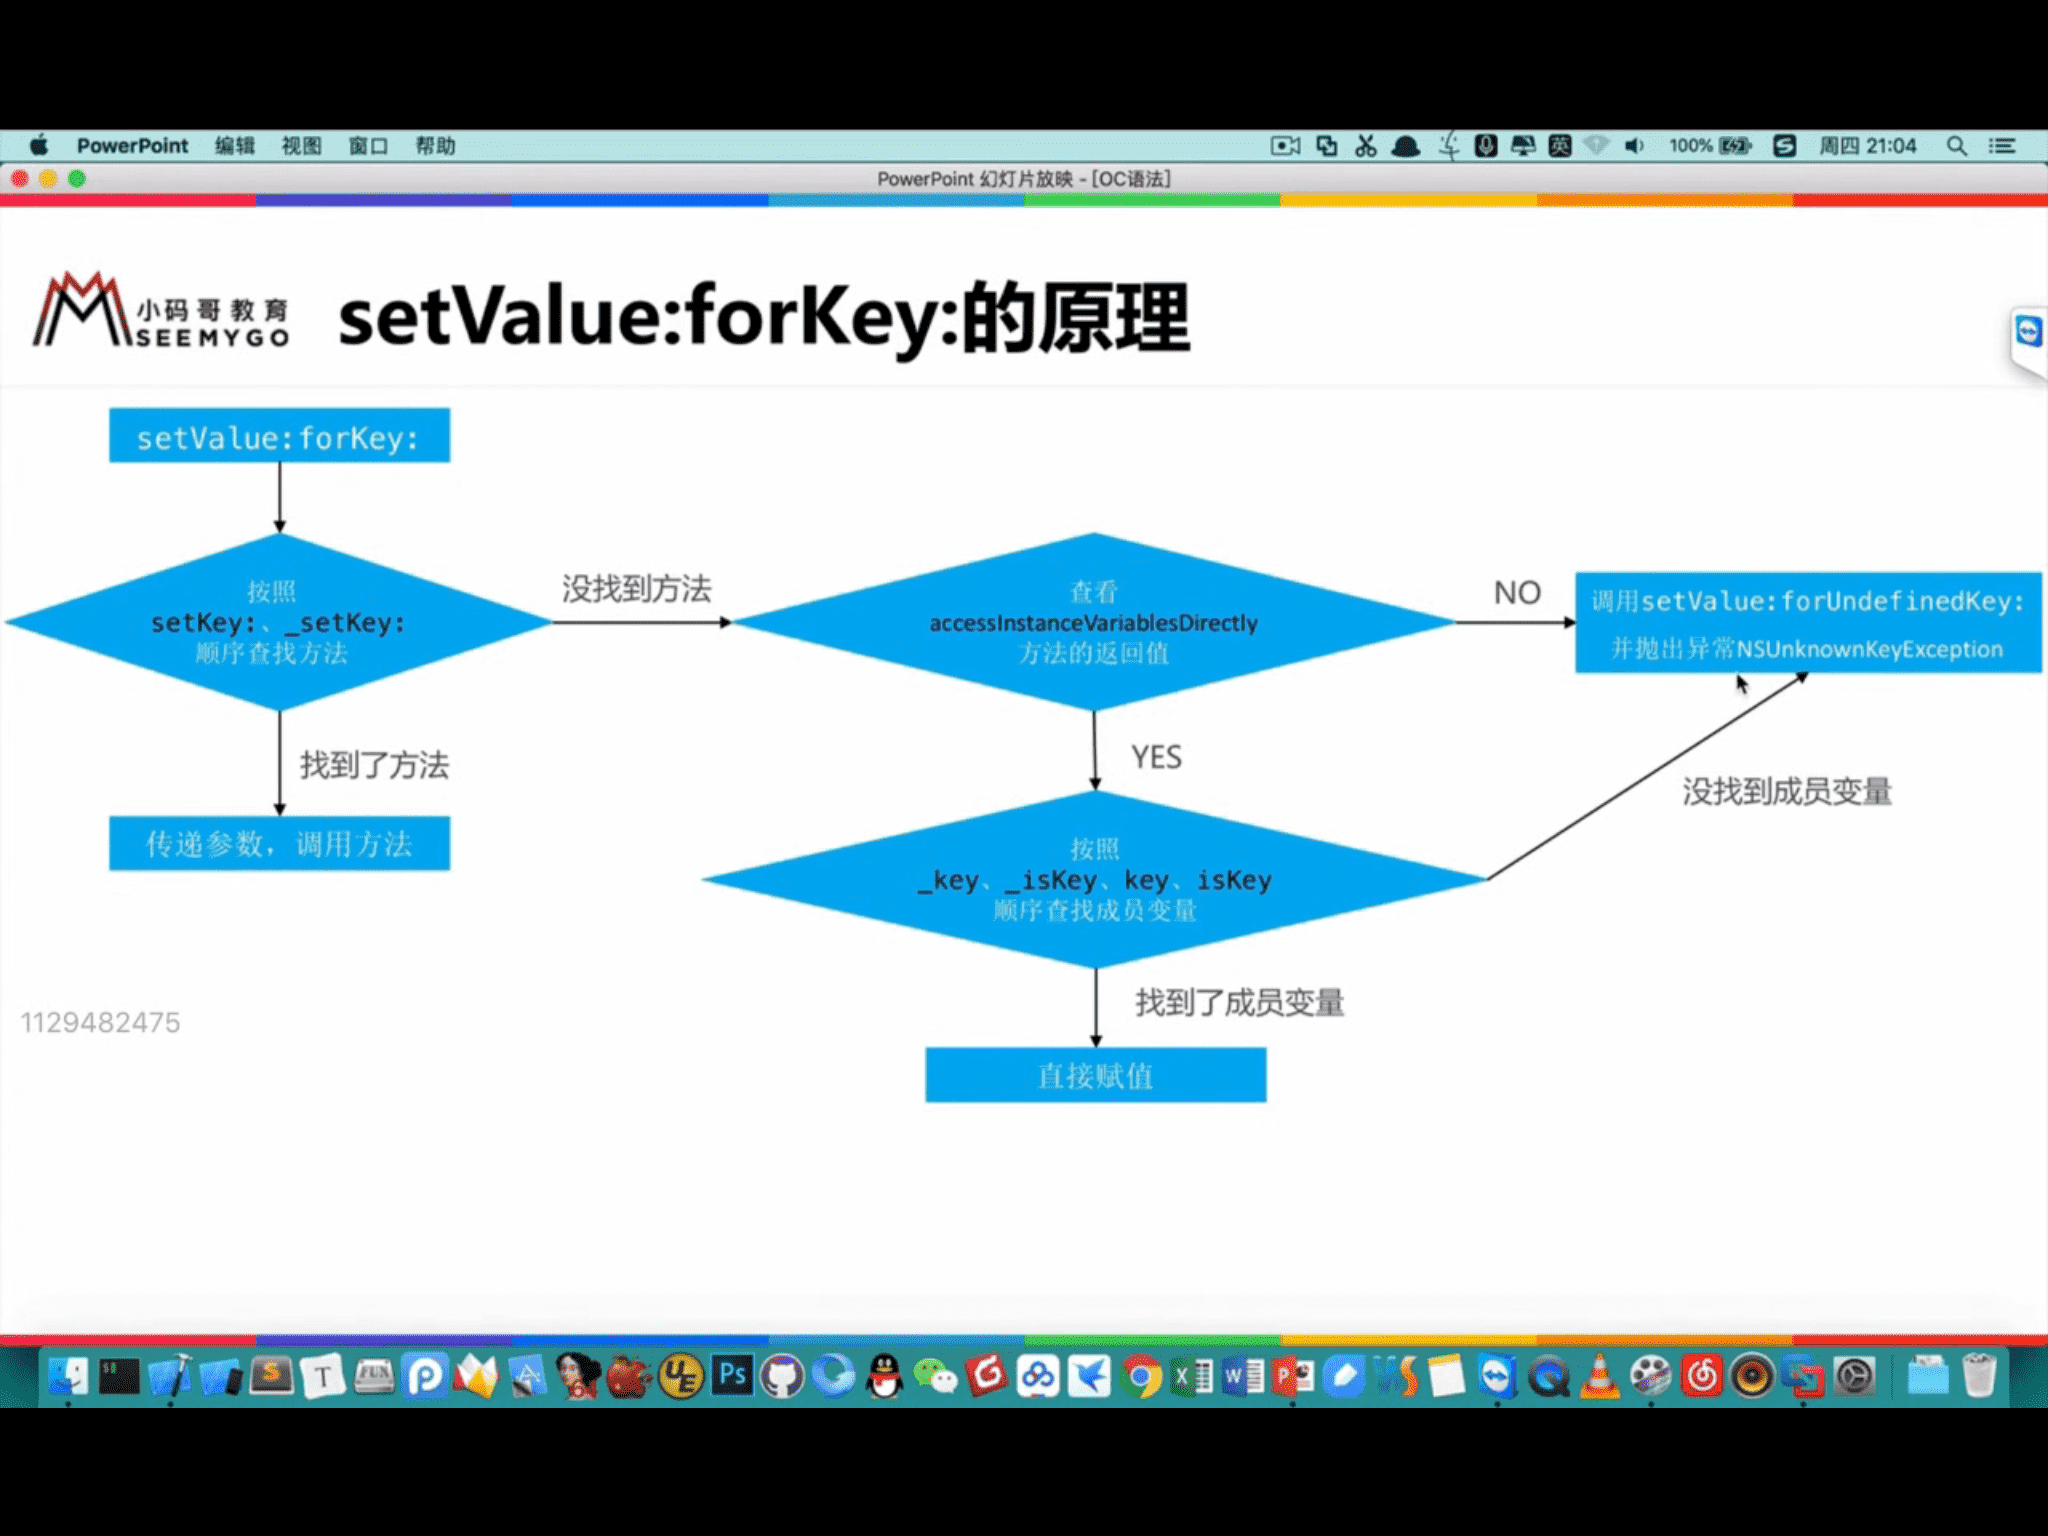 PowerPoint 编辑 视图 窗口 帮助
英 100% 周四 21:04
PowerPoint 幻灯片放映 - [OC语法]
小码哥教育
SEEMYGO
setValue:forKey:的原理
setValue:forKey:
按照
setKey:、_setKey:
顺序查找方法
没找到方法
查看
accessInstanceVariablesDirectly
方法的返回值
NO
调用setValue:forUndefinedKey:
并抛出异常NSUnknownKeyException
找到了方法
传递参数，调用方法
YES
没找到成员变量
按照
_key、_isKey、key、isKey
顺序查找成员变量
找到了成员变量
直接赋值
1129482475